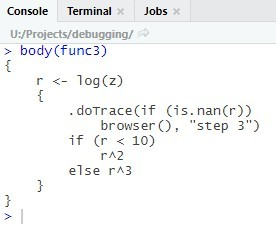 Console Terminal × Jobs ×
U:/Projects/debugging/
> body(func3)
{
    r <- log(z)
    {
        .doTrace(if (is.nan(r))
            browser(), "step 3")
        if (r < 10)
            r^2
        else r^3
    }
}
>